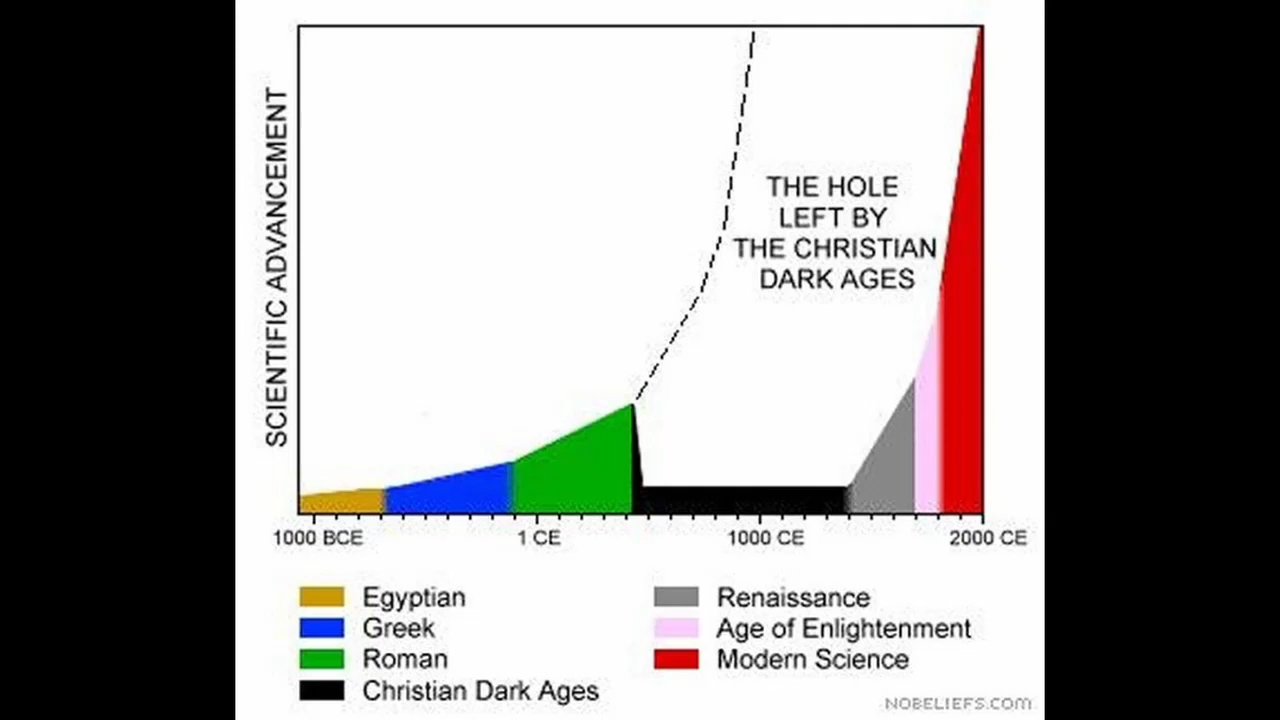 SCIENTIFIC ADVANCEMENT
THE HOLE
LEFT BY
THE CHRISTIAN
DARK AGES
1000 BCE
1 CE
1000 CE
2000 CE
Egyptian
Greek
Roman
Christian Dark Ages
Renaissance
Age of Enlightenment
Modern Science
NOBELIEFS.COM